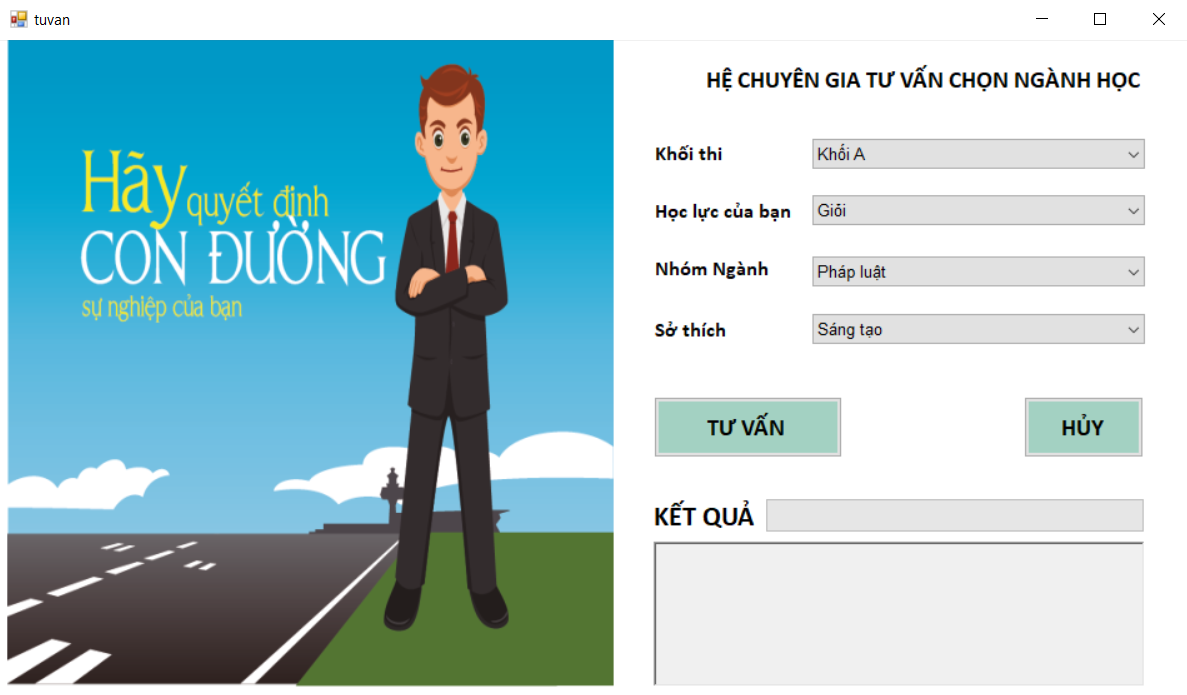 tuvan
Hãy quyết định
CON ĐƯỜNG
sự nghiệp của bạn
HỆ CHUYÊN GIA TƯ VẤN CHỌN NGÀNH HỌC
Khối thi Khối A
Học lực của bạn Giỏi
Nhóm Ngành Pháp luật
Sở thích Sáng tạo
TƯ VẤN HỦY
KẾT QUẢ